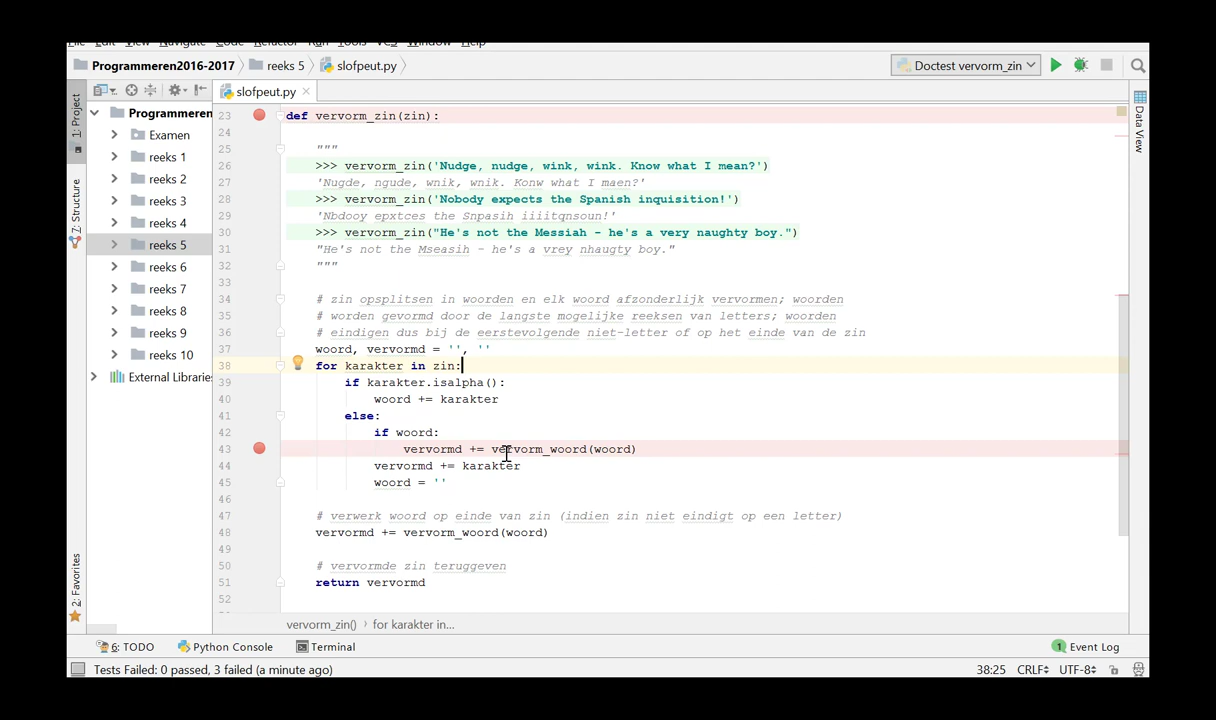 File Edit View Navigate Code Refactor Run Tools VCS Window Help
Programmeren2016-2017 reeks 5 slofpeut.py Doctest vervorm_zin
slofpeut.py
1: Project
7: Structure
2: Favorites
Data View
Programmeren
Examen
reeks 1
reeks 2
reeks 3
reeks 4
reeks 5
reeks 6
reeks 7
reeks 8
reeks 9
reeks 10
External Librarie
23 def vervorm_zin(zin):
24
25 """
26 >>> vervorm_zin('Nudge, nudge, wink, wink. Know what I mean?')
27 'Nugde, ngude, wnik, wnik. Konw what I maen?'
28 >>> vervorm_zin('Nobody expects the Spanish inquisition!')
29 'Nbdooy epxtces the Snpasih iiiitqnsoun!'
30 >>> vervorm_zin("He's not the Messiah - he's a very naughty boy.")
31 "He's not the Mseasih - he's a vrey nhaugty boy."
32 """
33
34 # zin opsplitsen in woorden en elk woord afzonderlijk vervormen; woorden
35 # worden gevormd door de langste mogelijke reeksen van letters; woorden
36 # eindigen dus bij de eerstevolgende niet-letter of op het einde van de zin
37 woord, vervormd = '', ''
38 for karakter in zin:
39 if karakter.isalpha():
40 woord += karakter
41 else:
42 if woord:
43 vervormd += vervorm_woord(woord)
44 vervormd += karakter
45 woord = ''
46
47 # verwerk woord op einde van zin (indien zin niet eindigt op een letter)
48 vervormd += vervorm_woord(woord)
49
50 # vervormde zin teruggeven
51 return vervormd
52
vervorm_zin() for karakter in...
6: TODO Python Console Terminal 1 Event Log
Tests Failed: 0 passed, 3 failed (a minute ago) 38:25 CRLF UTF-8